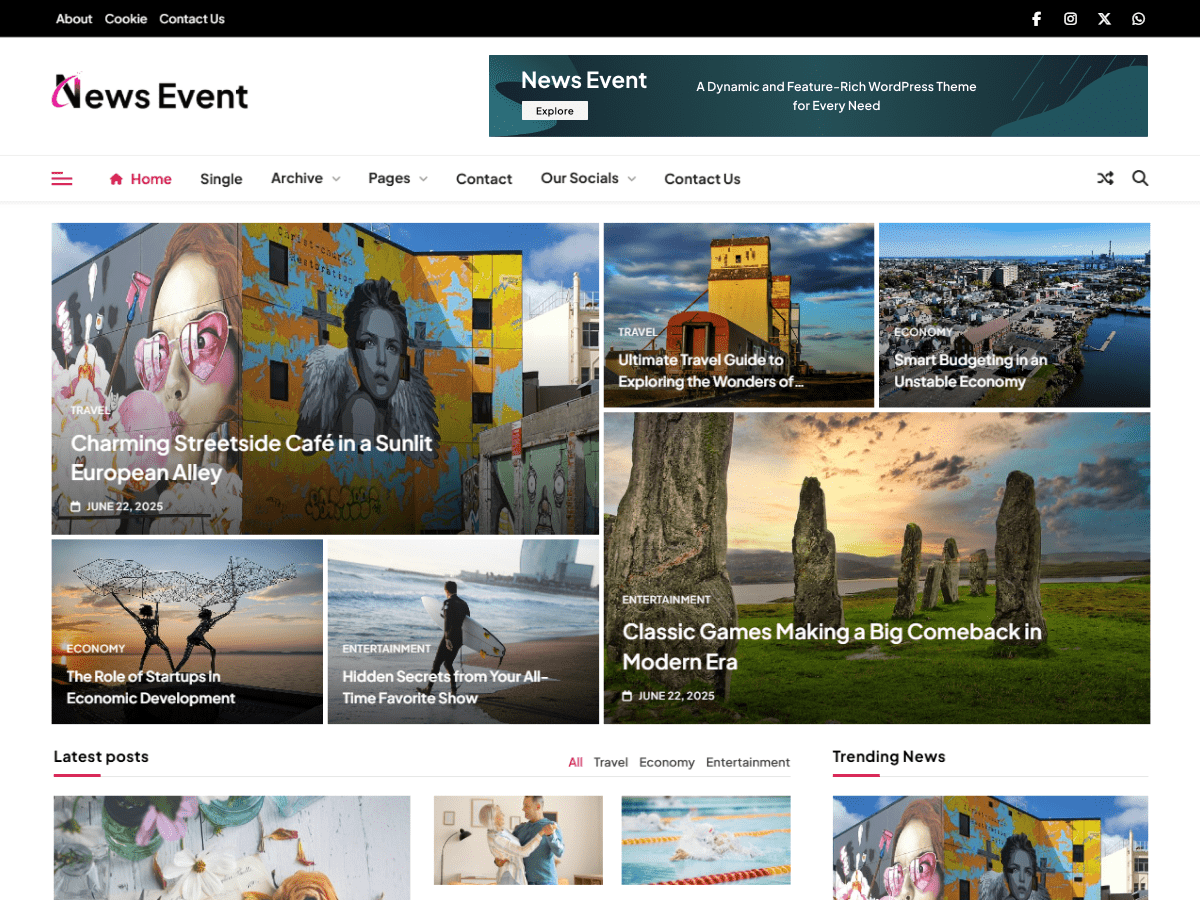 About Cookie Contact Us
News Event
News Event
Explore
A Dynamic and Feature-Rich WordPress Theme
for Every Need
Home Single Archive Pages Contact Our Socials Contact Us
Christ-church
Restoration
City
TRAVEL
Charming Streetside Café in a Sunlit
European Alley
JUNE 22, 2025
TRAVEL
Ultimate Travel Guide to
Exploring the Wonders of...
ECONOMY
Smart Budgeting in an
Unstable Economy
ECONOMY
The Role of Startups in
Economic Development
ENTERTAINMENT
Hidden Secrets from Your All-
Time Favorite Show
ENTERTAINMENT
Classic Games Making a Big Comeback in
Modern Era
JUNE 22, 2025
Latest posts
All Travel Economy Entertainment
Trending News